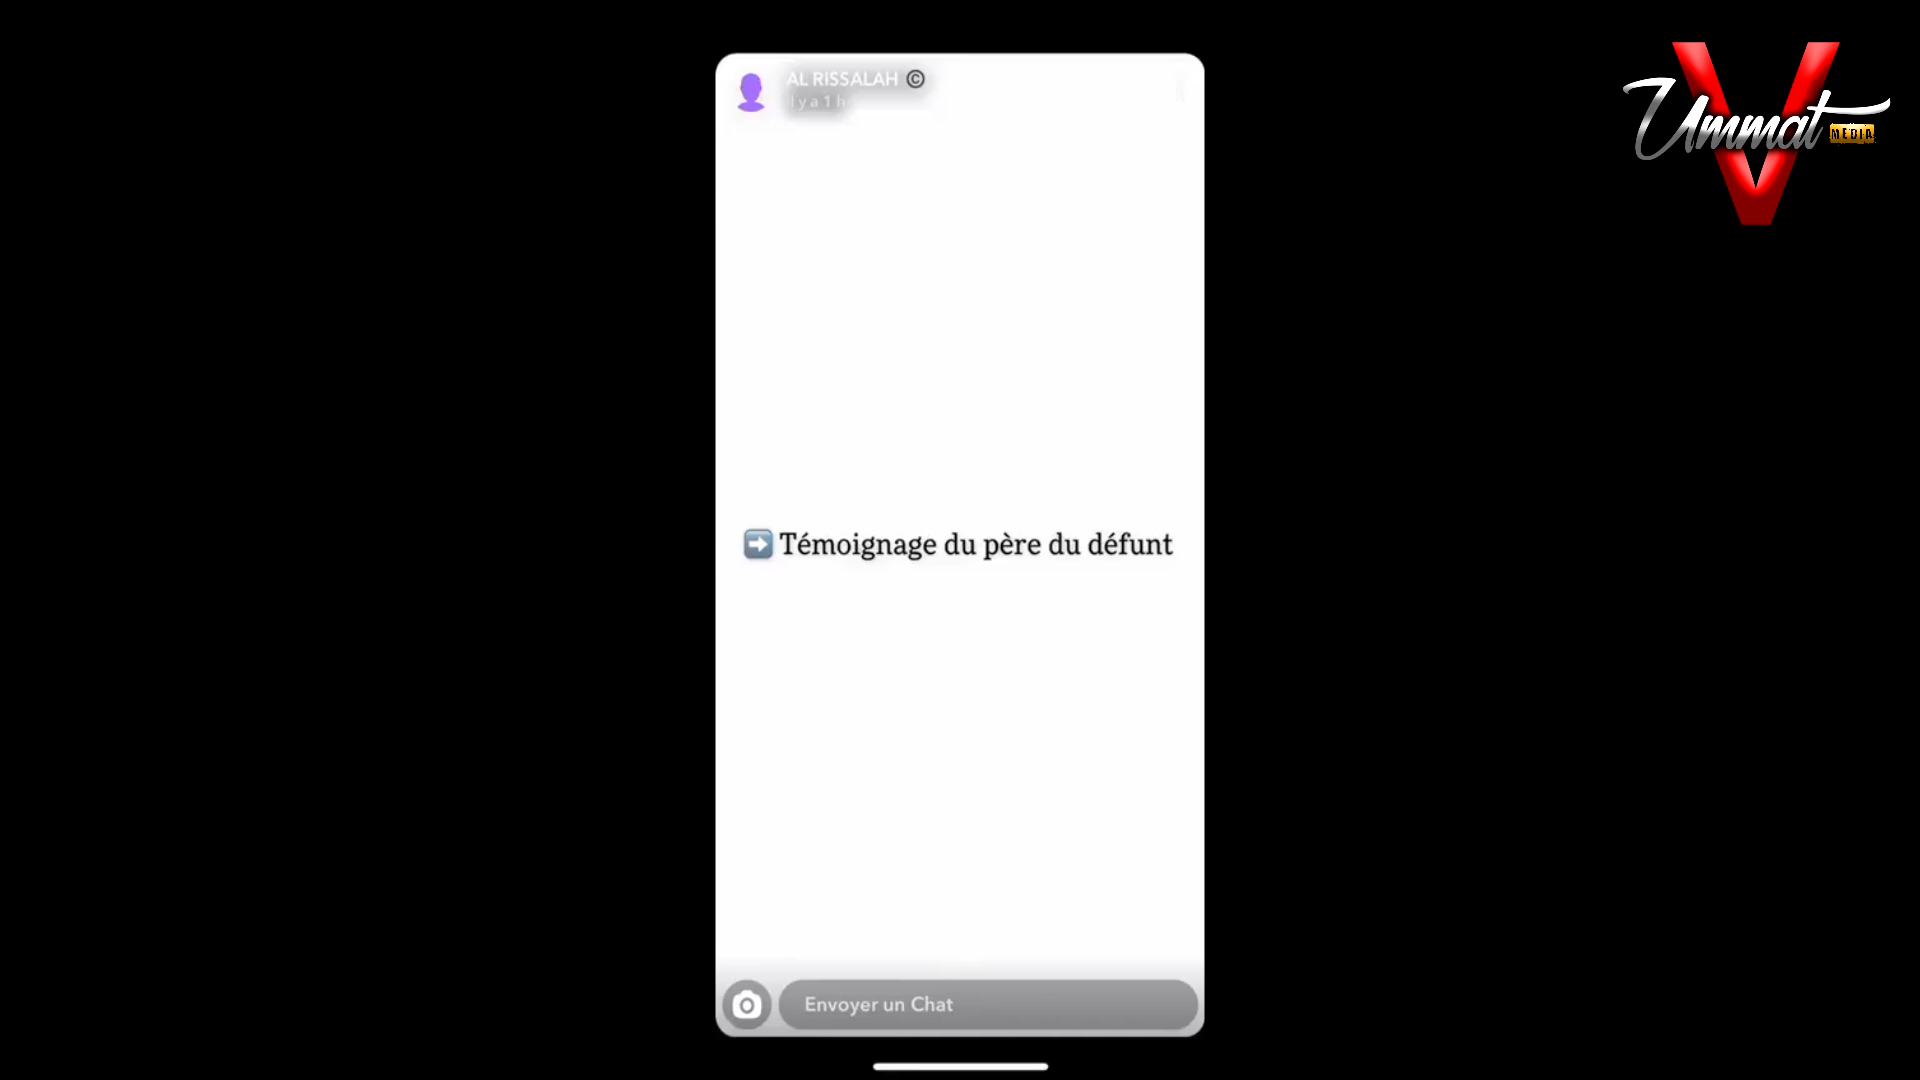 AL RISSALAH ©
Il y a 1 h
Ummat
MEDIA
➡️ Témoignage du père du défunt
Envoyer un Chat